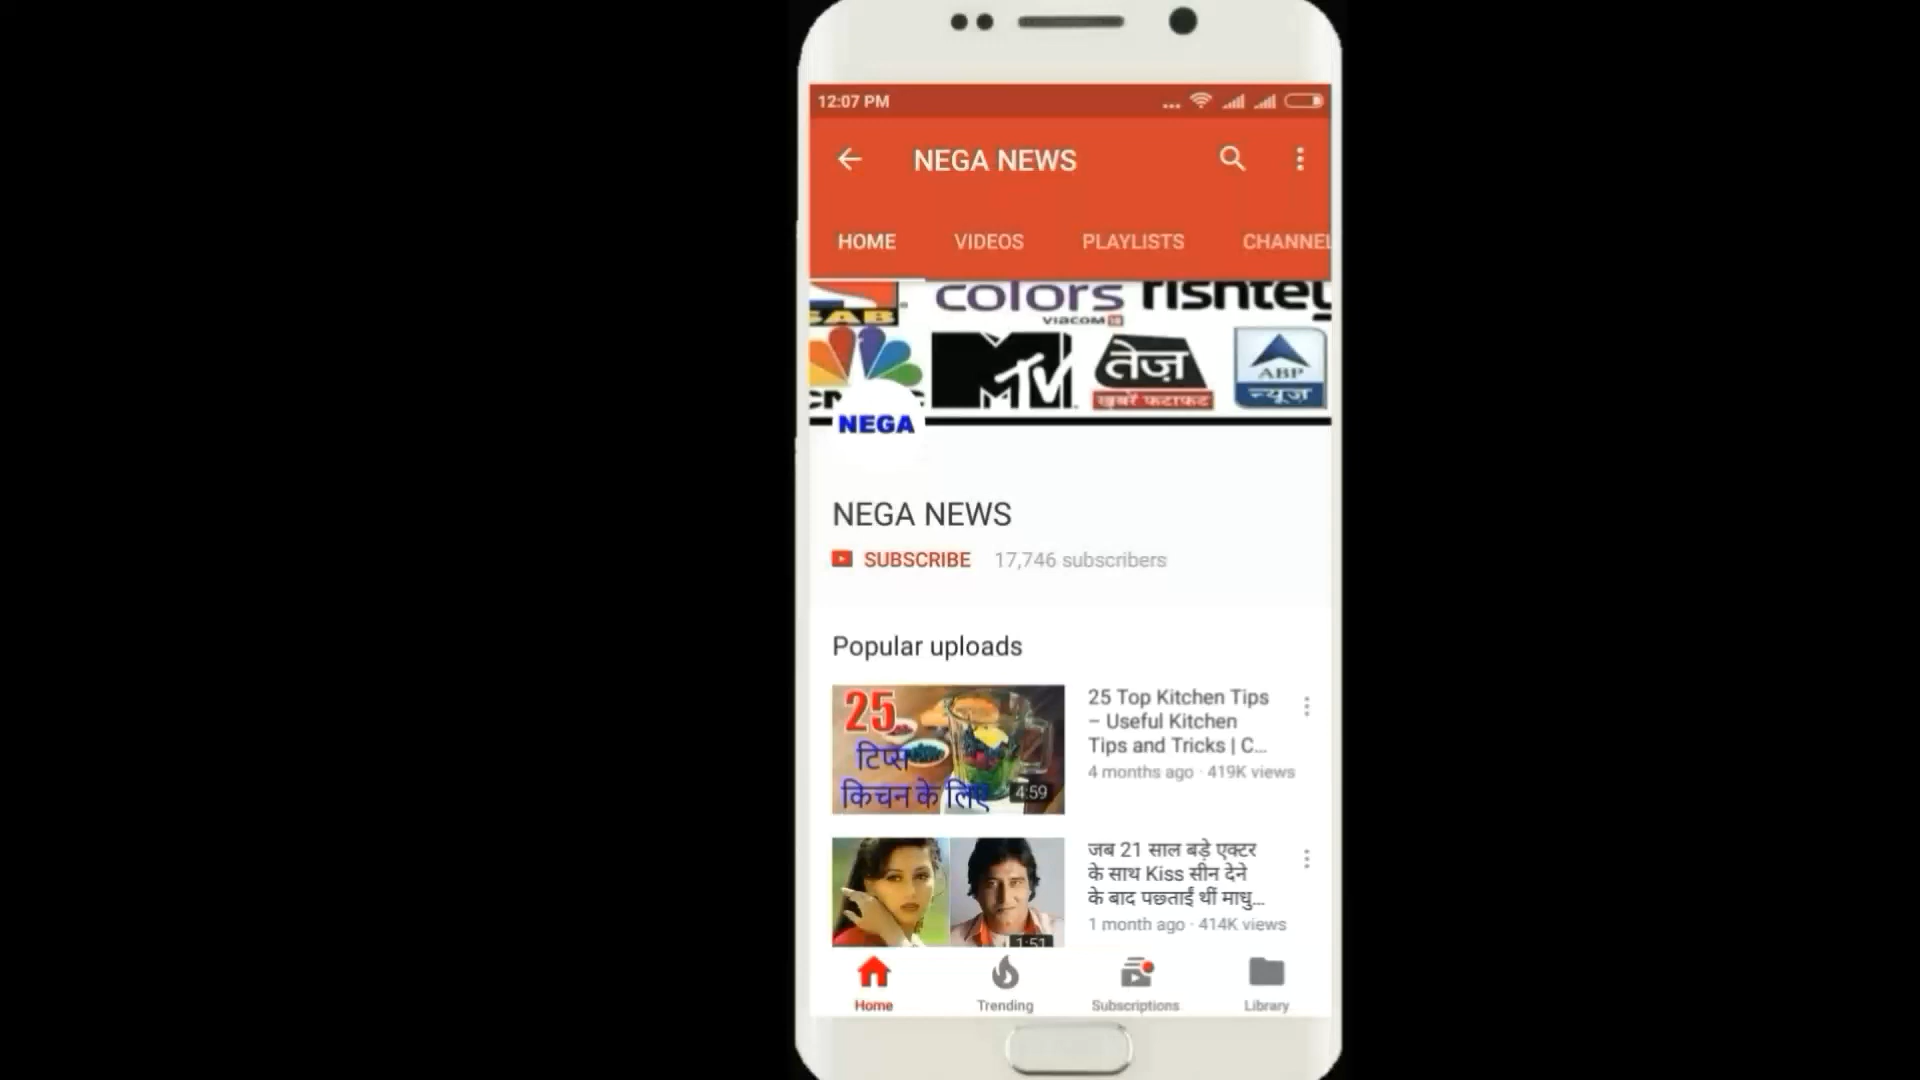 12:07 PM
NEGA NEWS
HOME VIDEOS PLAYLISTS CHANNEL
SAB colors rishtey
VIACOM 18
MTV तेज़ ABP
ख़बरें फटाफट न्यूज़
NEGA
NEGA NEWS
SUBSCRIBE 17,746 subscribers
Popular uploads
25
टिप्स
किचन के लिए
4:59
25 Top Kitchen Tips
– Useful Kitchen
Tips and Tricks | C...
4 months ago · 419K views
1:51
जब 21 साल बड़े एक्टर
के साथ Kiss सीन देने
के बाद पछताईं थीं माधु...
1 month ago · 414K views
Home Trending Subscriptions Library